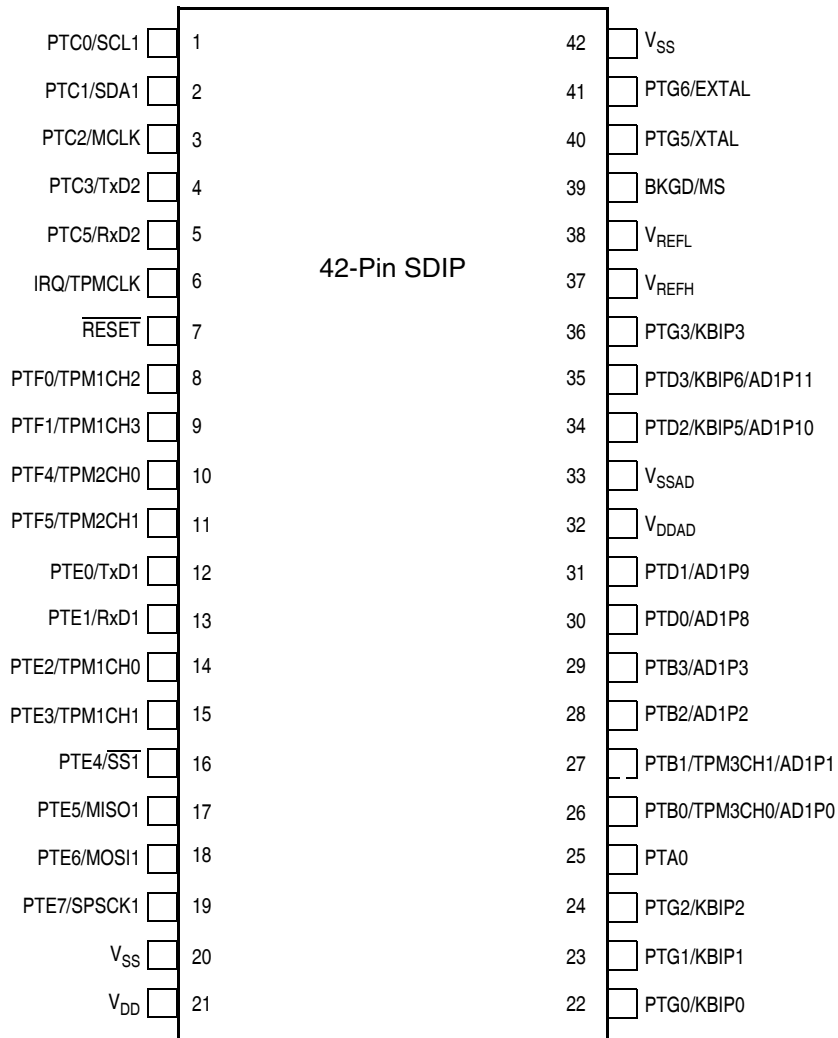 PTC0/SCL1 1 42 VSS
PTC1/SDA1 2 41 PTG6/EXTAL
PTC2/MCLK 3 40 PTG5/XTAL
PTC3/TxD2 4 39 BKGD/MS
PTC5/RxD2 5 38 VREFL
42-Pin SDIP
IRQ/TPMCLK 6 37 VREFH
RESET 7 36 PTG3/KBIP3
PTF0/TPM1CH2 8 35 PTD3/KBIP6/AD1P11
PTF1/TPM1CH3 9 34 PTD2/KBIP5/AD1P10
PTF4/TPM2CH0 10 33 VSSAD
PTF5/TPM2CH1 11 32 VDDAD
PTE0/TxD1 12 31 PTD1/AD1P9
PTE1/RxD1 13 30 PTD0/AD1P8
PTE2/TPM1CH0 14 29 PTB3/AD1P3
PTE3/TPM1CH1 15 28 PTB2/AD1P2
PTE4/SS1 16 27 PTB1/TPM3CH1/AD1P1
PTE5/MISO1 17 26 PTB0/TPM3CH0/AD1P0
PTE6/MOSI1 18 25 PTA0
PTE7/SPSCK1 19 24 PTG2/KBIP2
VSS 20 23 PTG1/KBIP1
VDD 21 22 PTG0/KBIP0